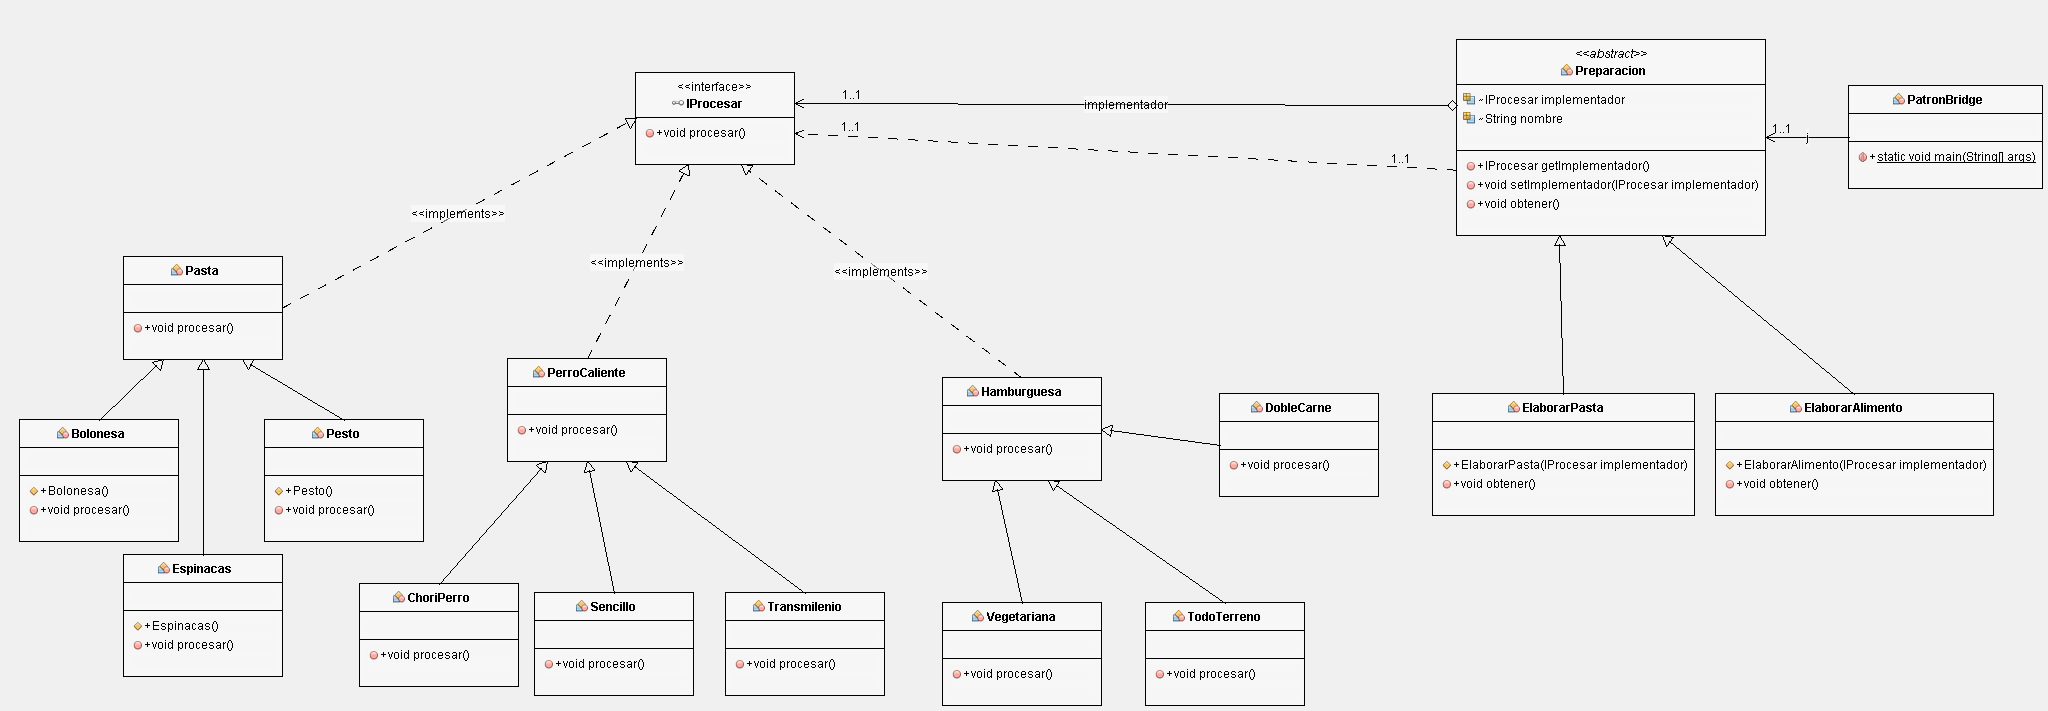 <<interface>>
IProcesar
+void procesar()
1..1
implementador
1..1
1..1
<<abstract>>
Preparacion
~IProcesar implementador
~String nombre
+IProcesar getImplementador()
+void setImplementador(IProcesar implementador)
+void obtener()
1..1
j
PatronBridge
+static void main(String[] args)
<<implements>>
<<implements>>
<<implements>>
Pasta
+void procesar()
PerroCaliente
+void procesar()
Hamburguesa
+void procesar()
DobleCarne
+void procesar()
ElaborarPasta
+ElaborarPasta(IProcesar implementador)
+void obtener()
ElaborarAlimento
+ElaborarAlimento(IProcesar implementador)
+void obtener()
Bolonesa
+Bolonesa()
+void procesar()
Pesto
+Pesto()
+void procesar()
Espinacas
+Espinacas()
+void procesar()
ChoriPerro
+void procesar()
Sencillo
+void procesar()
Transmilenio
+void procesar()
Vegetariana
+void procesar()
TodoTerreno
+void procesar()